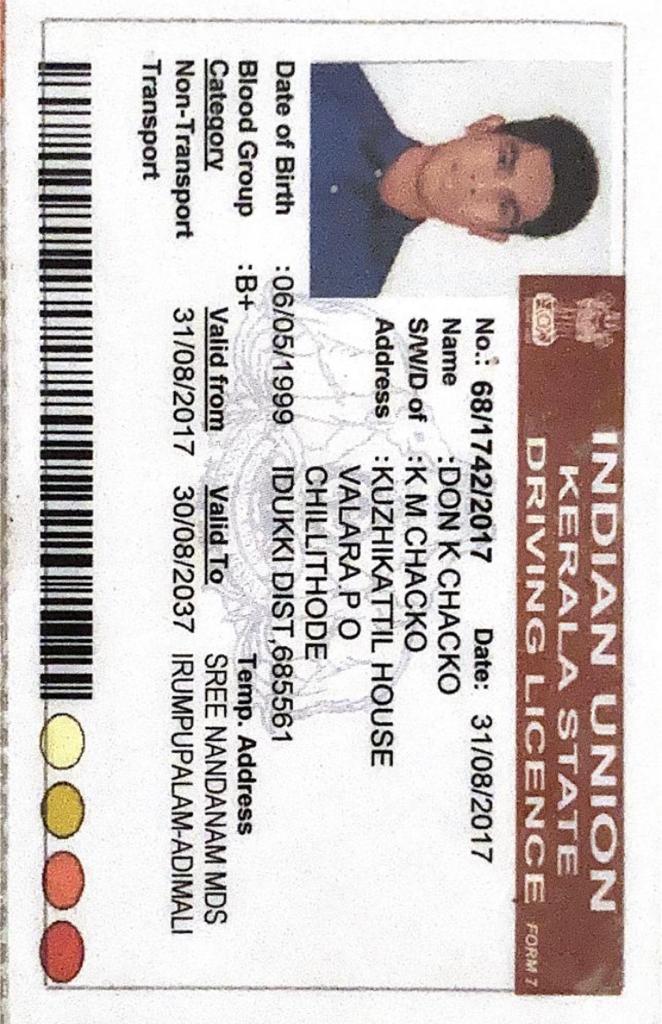 INDIAN UNION
KERALA STATE
DRIVING LICENCE FORM 7
No.: 68/1742/2017 Date: 31/08/2017
Name :DON K CHACKO
S/W/D of :K M CHACKO
Address :KUZHIKATTIL HOUSE
VALARA,P O
CHILLITHODE
Date of Birth :06/05/1999 IDUKKI DIST,685561
Blood Group :B+ Temp. Address
Category Valid from Valid To SREE NANDANAM MDS
Non-Transport 31/08/2017 30/08/2037 IRUMPUPALAM-ADIMALI
Transport